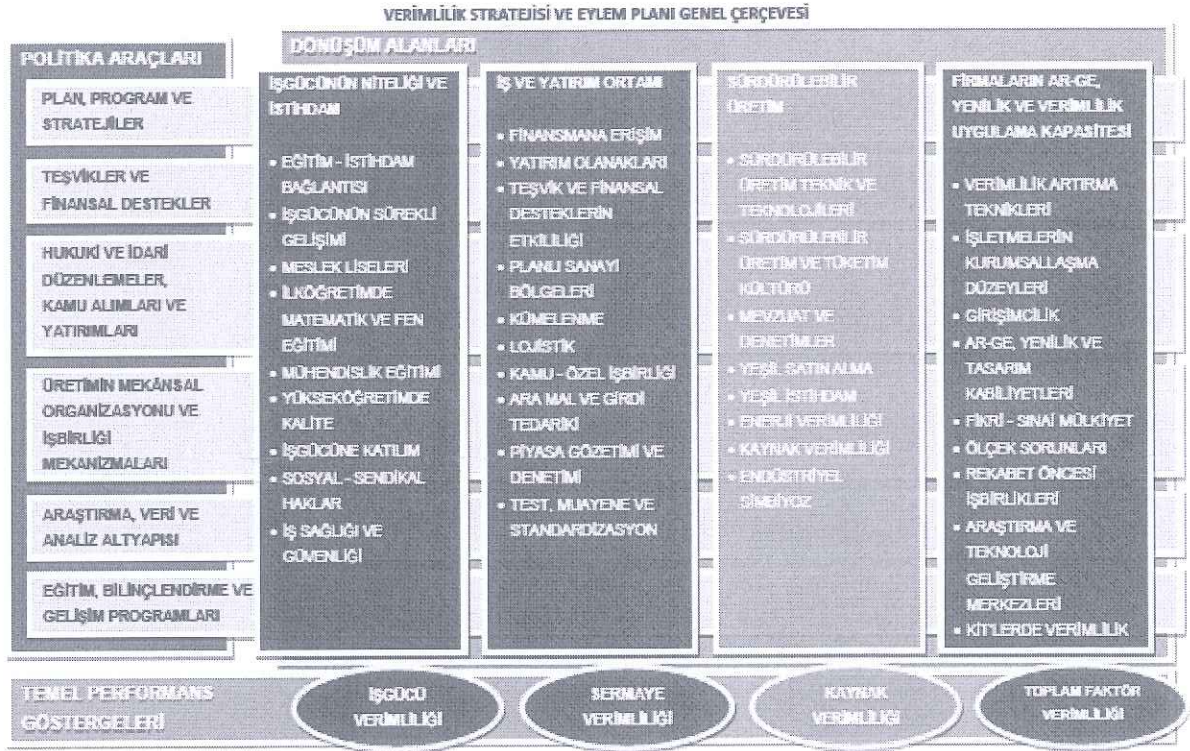 VERİMLİLİK STRATEJİSİ VE EYLEM PLANI GENEL ÇERÇEVESİ
POLİTİKA ARAÇLARI
PLAN, PROGRAM VE
STRATEJİLER
TEŞVİKLER VE
FİNANSAL DESTEKLER
HUKUKİ VE İDARİ
DÜZENLEMELER,
KAMU ALIMLARI VE
YATIRIMLARI
ÜRETİMİN MEKÂNSAL
ORGANİZASYONU VE
İŞBİRLİĞİ
MEKANİZMALARI
ARAŞTIRMA, VERİ VE
ANALİZ ALTYAPISI
EĞİTİM, BİLİNÇLENDİRME VE
GELİŞİM PROGRAMLARI
DÖNÜŞÜM ALANLARI
İŞGÜCÜNÜN NİTELİĞİ VE
İSTİHDAM
• EĞİTİM - İSTİHDAM
BAĞLANTISI
• İŞGÜCÜNÜN SÜREKLİ
GELİŞİMİ
• MESLEK LİSELERİ
• İLKÖĞRETİMDE
MATEMATİK VE FEN
EĞİTİMİ
• MÜHENDİSLİK EĞİTİMİ
• YÜKSEKÖĞRETİMDE
KALİTE
• İŞGÜCÜNE KATILIM
• SOSYAL - SENDİKAL
HAKLAR
• İŞ SAĞLIĞI VE
GÜVENLİĞİ
İŞ VE YATIRIM ORTAMI
• FİNANSMANA ERİŞİM
• YATIRIM OLANAKLARI
• TEŞVİK VE FİNANSAL
DESTEKLERİN
ETKİLİLİĞİ
• PLANLI SANAYİ
BÖLGELERİ
• KÜMELENME
• LOJİSTİK
• KAMU - ÖZEL İŞBİRLİĞİ
• ARA MAL VE GİRDİ
TEDARİKİ
• PİYASA GÖZETİMİ VE
DENETİMİ
• TEST, MUAYENE VE
STANDARDİZASYON
SÜRDÜRÜLEBİLİR
ÜRETİM
• SÜRDÜRÜLEBİLİR
ÜRETİM TEKNİK VE
TEKNOLOJİLERİ
• SÜRDÜRÜLEBİLİR
ÜRETİM VE TÜKETİM
KÜLTÜRÜ
• MEVZUAT VE
DENETİMLER
• YEŞİL SATIN ALMA
• YEŞİL İSTİHDAM
• ENERJİ VERİMLİLİĞİ
• KAYNAK VERİMLİLİĞİ
• ENDÜSTRİYEL
SİMBİYOZ
FİRMALARIN AR-GE,
YENİLİK VE VERİMLİLİK
UYGULAMA KAPASİTESİ
• VERİMLİLİK ARTIRMA
TEKNİKLERİ
• İŞLETMELERİN
KURUMSALLAŞMA
DÜZEYLERİ
• GİRİŞİMCİLİK
• AR-GE, YENİLİK VE
TASARIM
KABİLİYETLERİ
• FİKRİ - SINAİ MÜLKİYET
• ÖLÇEK SORUNLARI
• REKABET ÖNCESİ
İŞBİRLİKLERİ
• ARAŞTIRMA VE
TEKNOLOJİ
GELİŞTİRME
MERKEZLERİ
• KİT'LERDE VERİMLİLİK
TEMEL PERFORMANS
GÖSTERGELERİ
İŞGÜCÜ
VERİMLİLİĞİ
SERMAYE
VERİMLİLİĞİ
KAYNAK
VERİMLİLİĞİ
TOPLAM FAKTÖR
VERİMLİLİĞİ